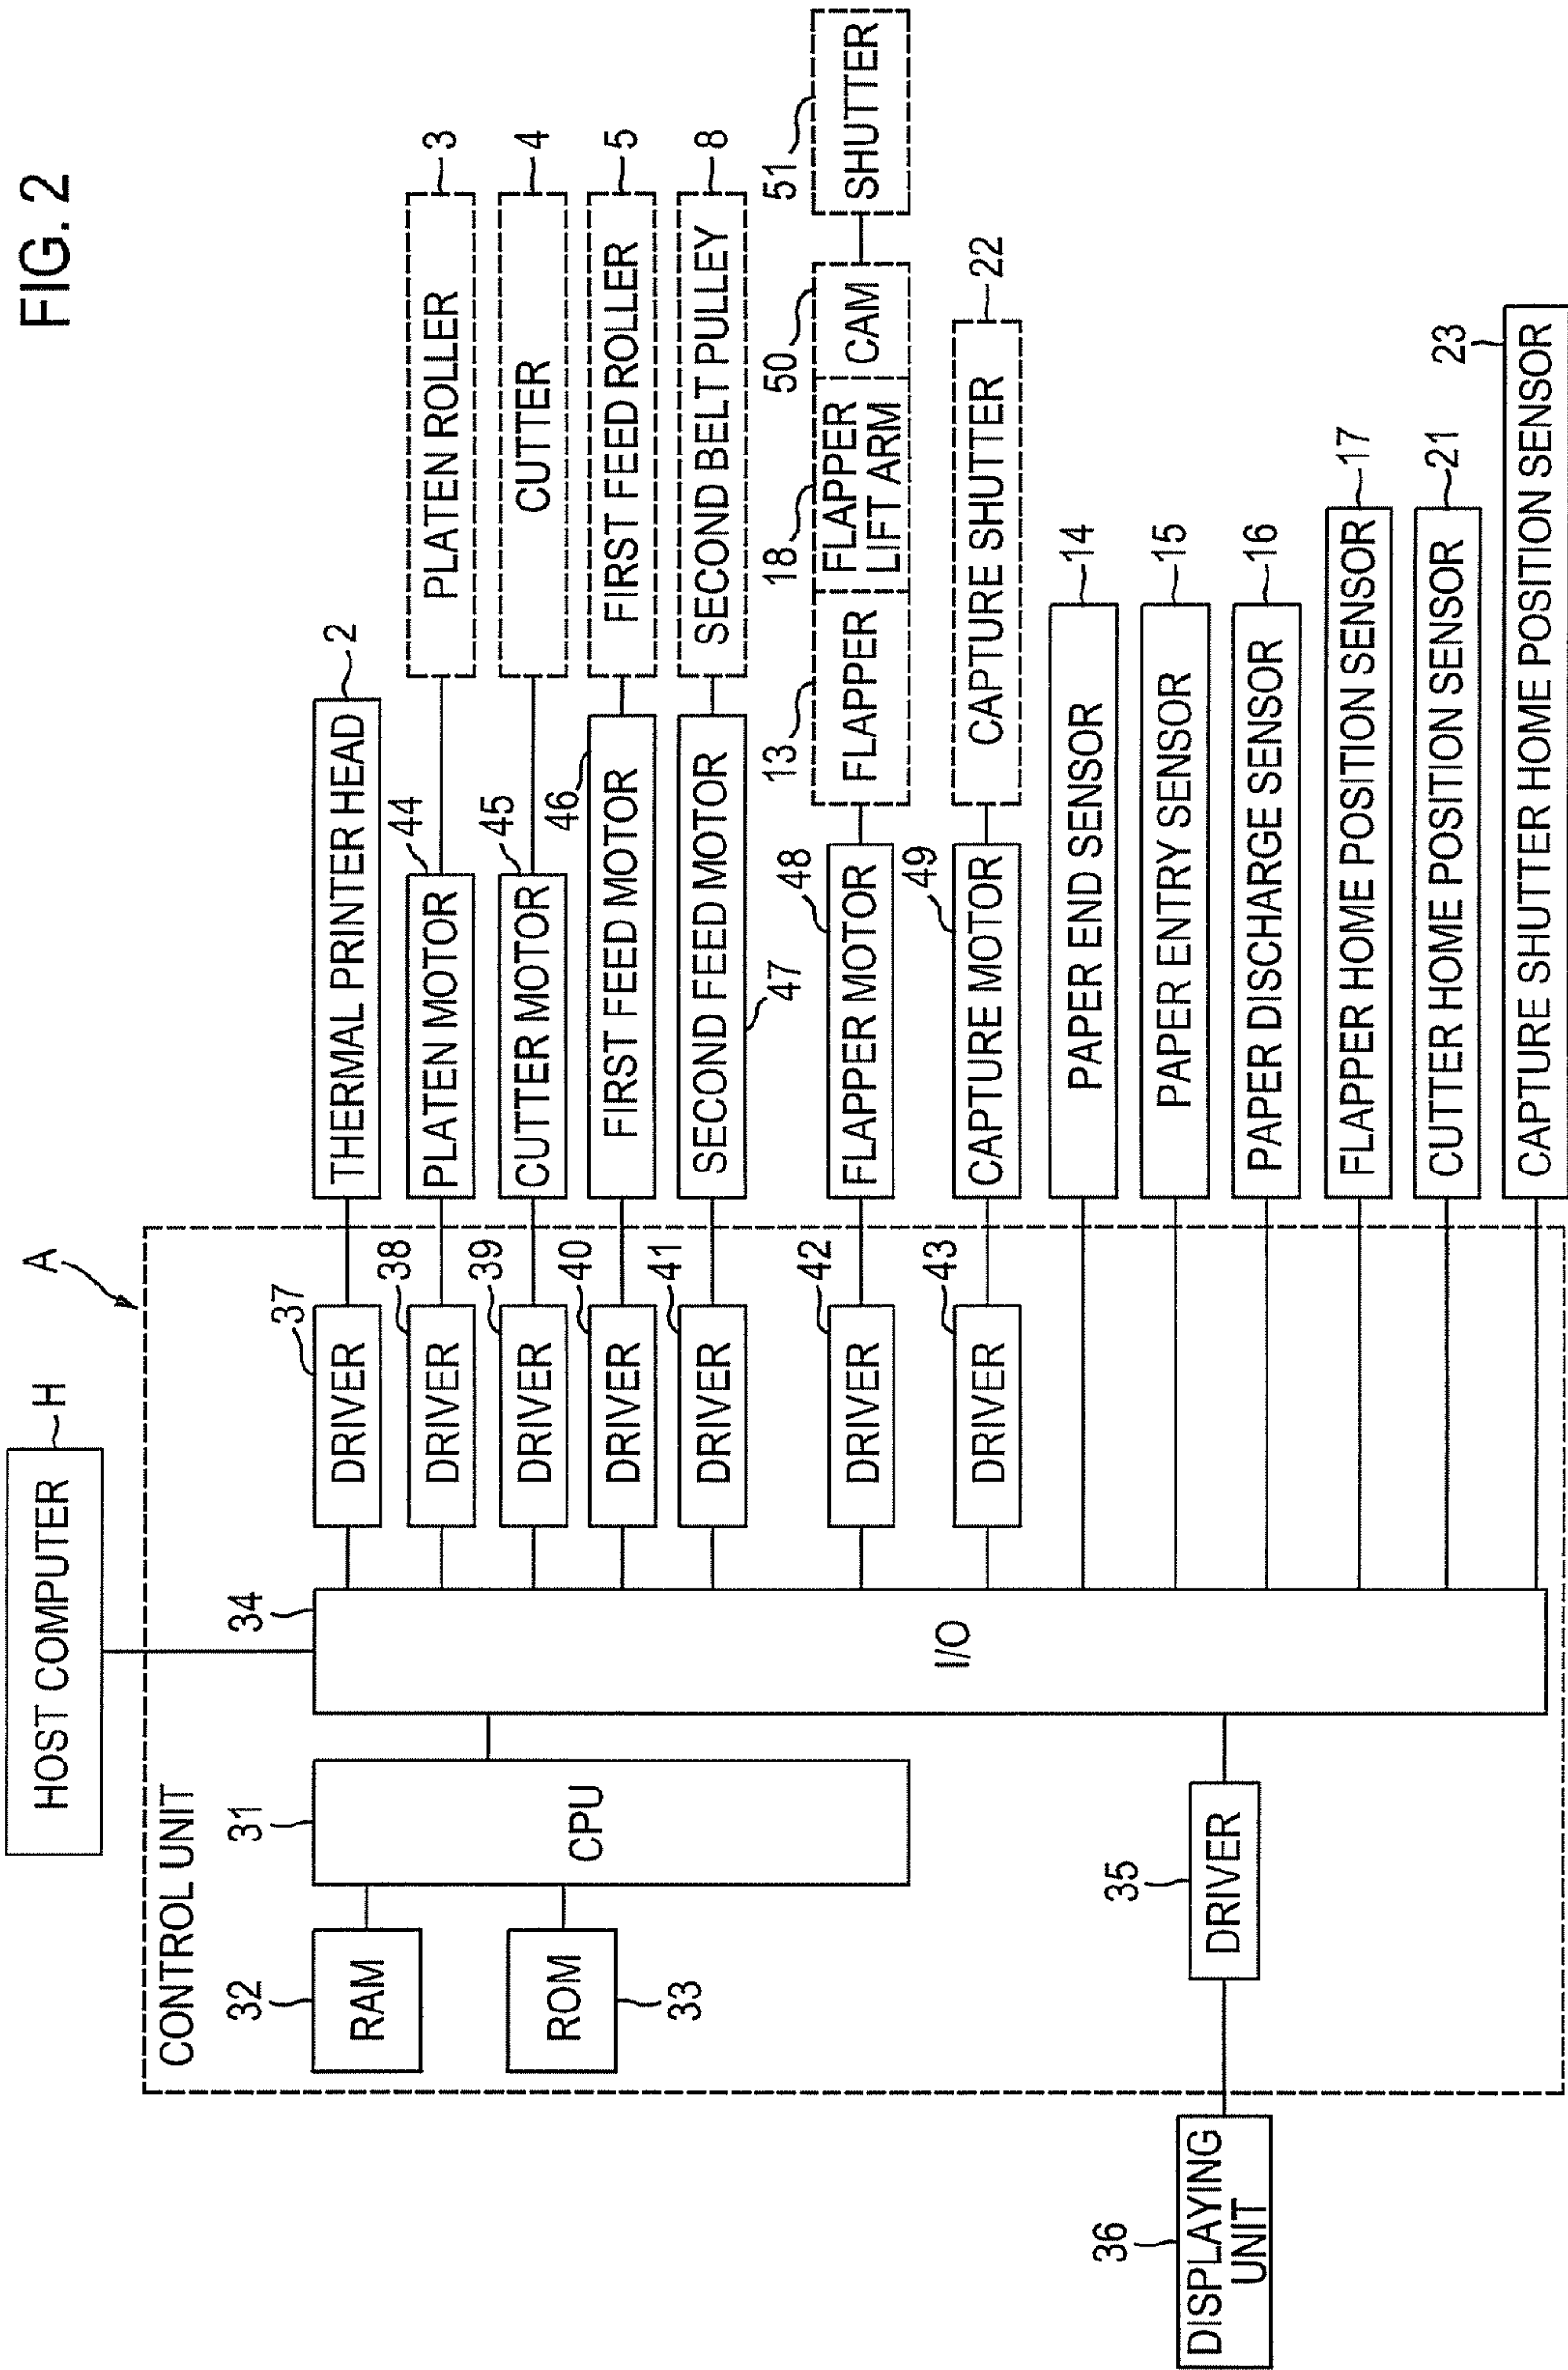 FIG. 2
HOST COMPUTER
H
A
CONTROL UNIT
32
RAM
ROM
33
31
CPU
34
I/O
36
DISPLAYING
UNIT
35
DRIVER
37
DRIVER
THERMAL PRINTER HEAD
2
38
DRIVER
44
PLATEN MOTOR
PLATEN ROLLER
3
39
DRIVER
45
CUTTER MOTOR
CUTTER
4
40
DRIVER
46
FIRST FEED MOTOR
FIRST FEED ROLLER
5
41
DRIVER
SECOND FEED MOTOR
47
SECOND BELT PULLEY
8
42
DRIVER
48
FLAPPER MOTOR
13
FLAPPER
18
FLAPPER
LIFT ARM
50
CAM
51
SHUTTER
43
DRIVER
49
CAPTURE MOTOR
CAPTURE SHUTTER
22
PAPER END SENSOR
14
PAPER ENTRY SENSOR
15
PAPER DISCHARGE SENSOR
16
FLAPPER HOME POSITION SENSOR
17
CUTTER HOME POSITION SENSOR
21
CAPTURE SHUTTER HOME POSITION SENSOR
23